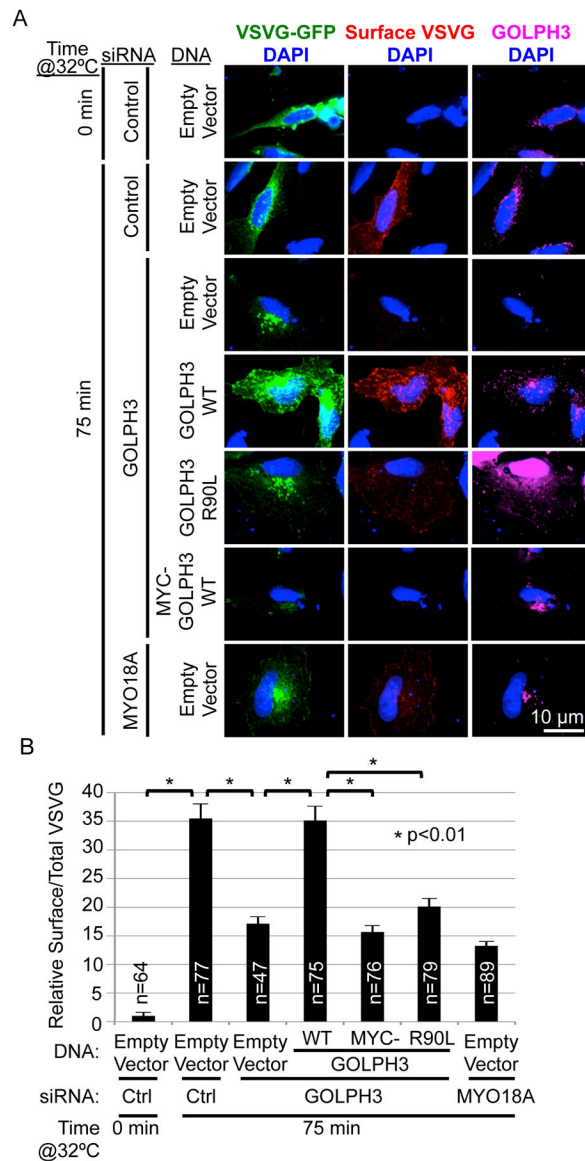 A
VSVG-GFP Surface VSVG GOLPH3
Time @32ºC siRNA DNA DAPI DAPI DAPI
0 min Control Empty Vector
75 min Control Empty Vector
GOLPH3 Empty Vector
GOLPH3 WT
GOLPH3 R90L
MYC-GOLPH3 WT
MYO18A Empty Vector
10 µm
B
Relative Surface/Total VSVG
40
35
30
25
20
15
10
5
0
* * * * *
* p<0.01
n=64 n=77 n=47 n=75 n=76 n=79 n=89
DNA: Empty Vector Empty Vector Empty Vector WT MYC- R90L Empty Vector
GOLPH3
siRNA: Ctrl Ctrl GOLPH3 MYO18A
Time @32ºC 0 min 75 min